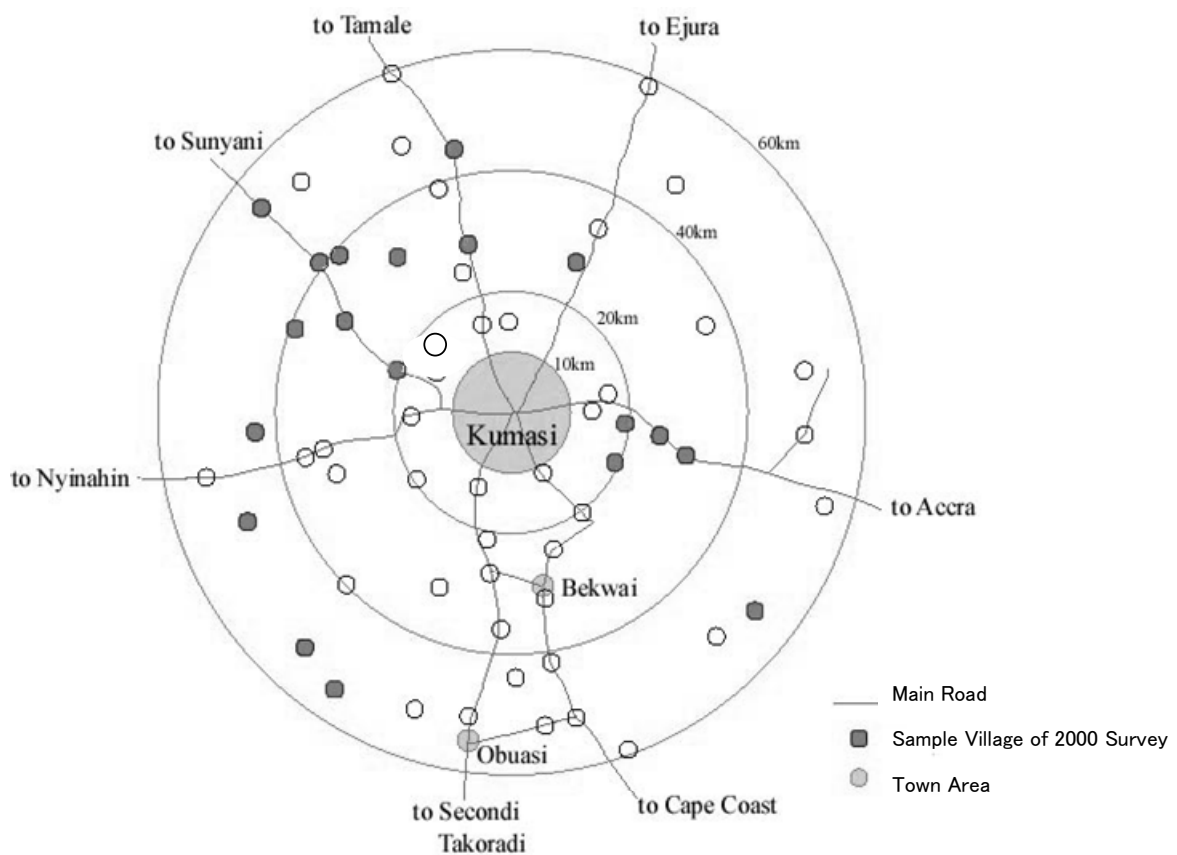 to Tamale
to Ejura
to Sunyani
60km
40km
20km
10km
Kumasi
to Nyinahin
to Accra
Bekwai
Obuasi
to Secondi
Takoradi
to Cape Coast
Main Road
Sample Village of 2000 Survey
Town Area